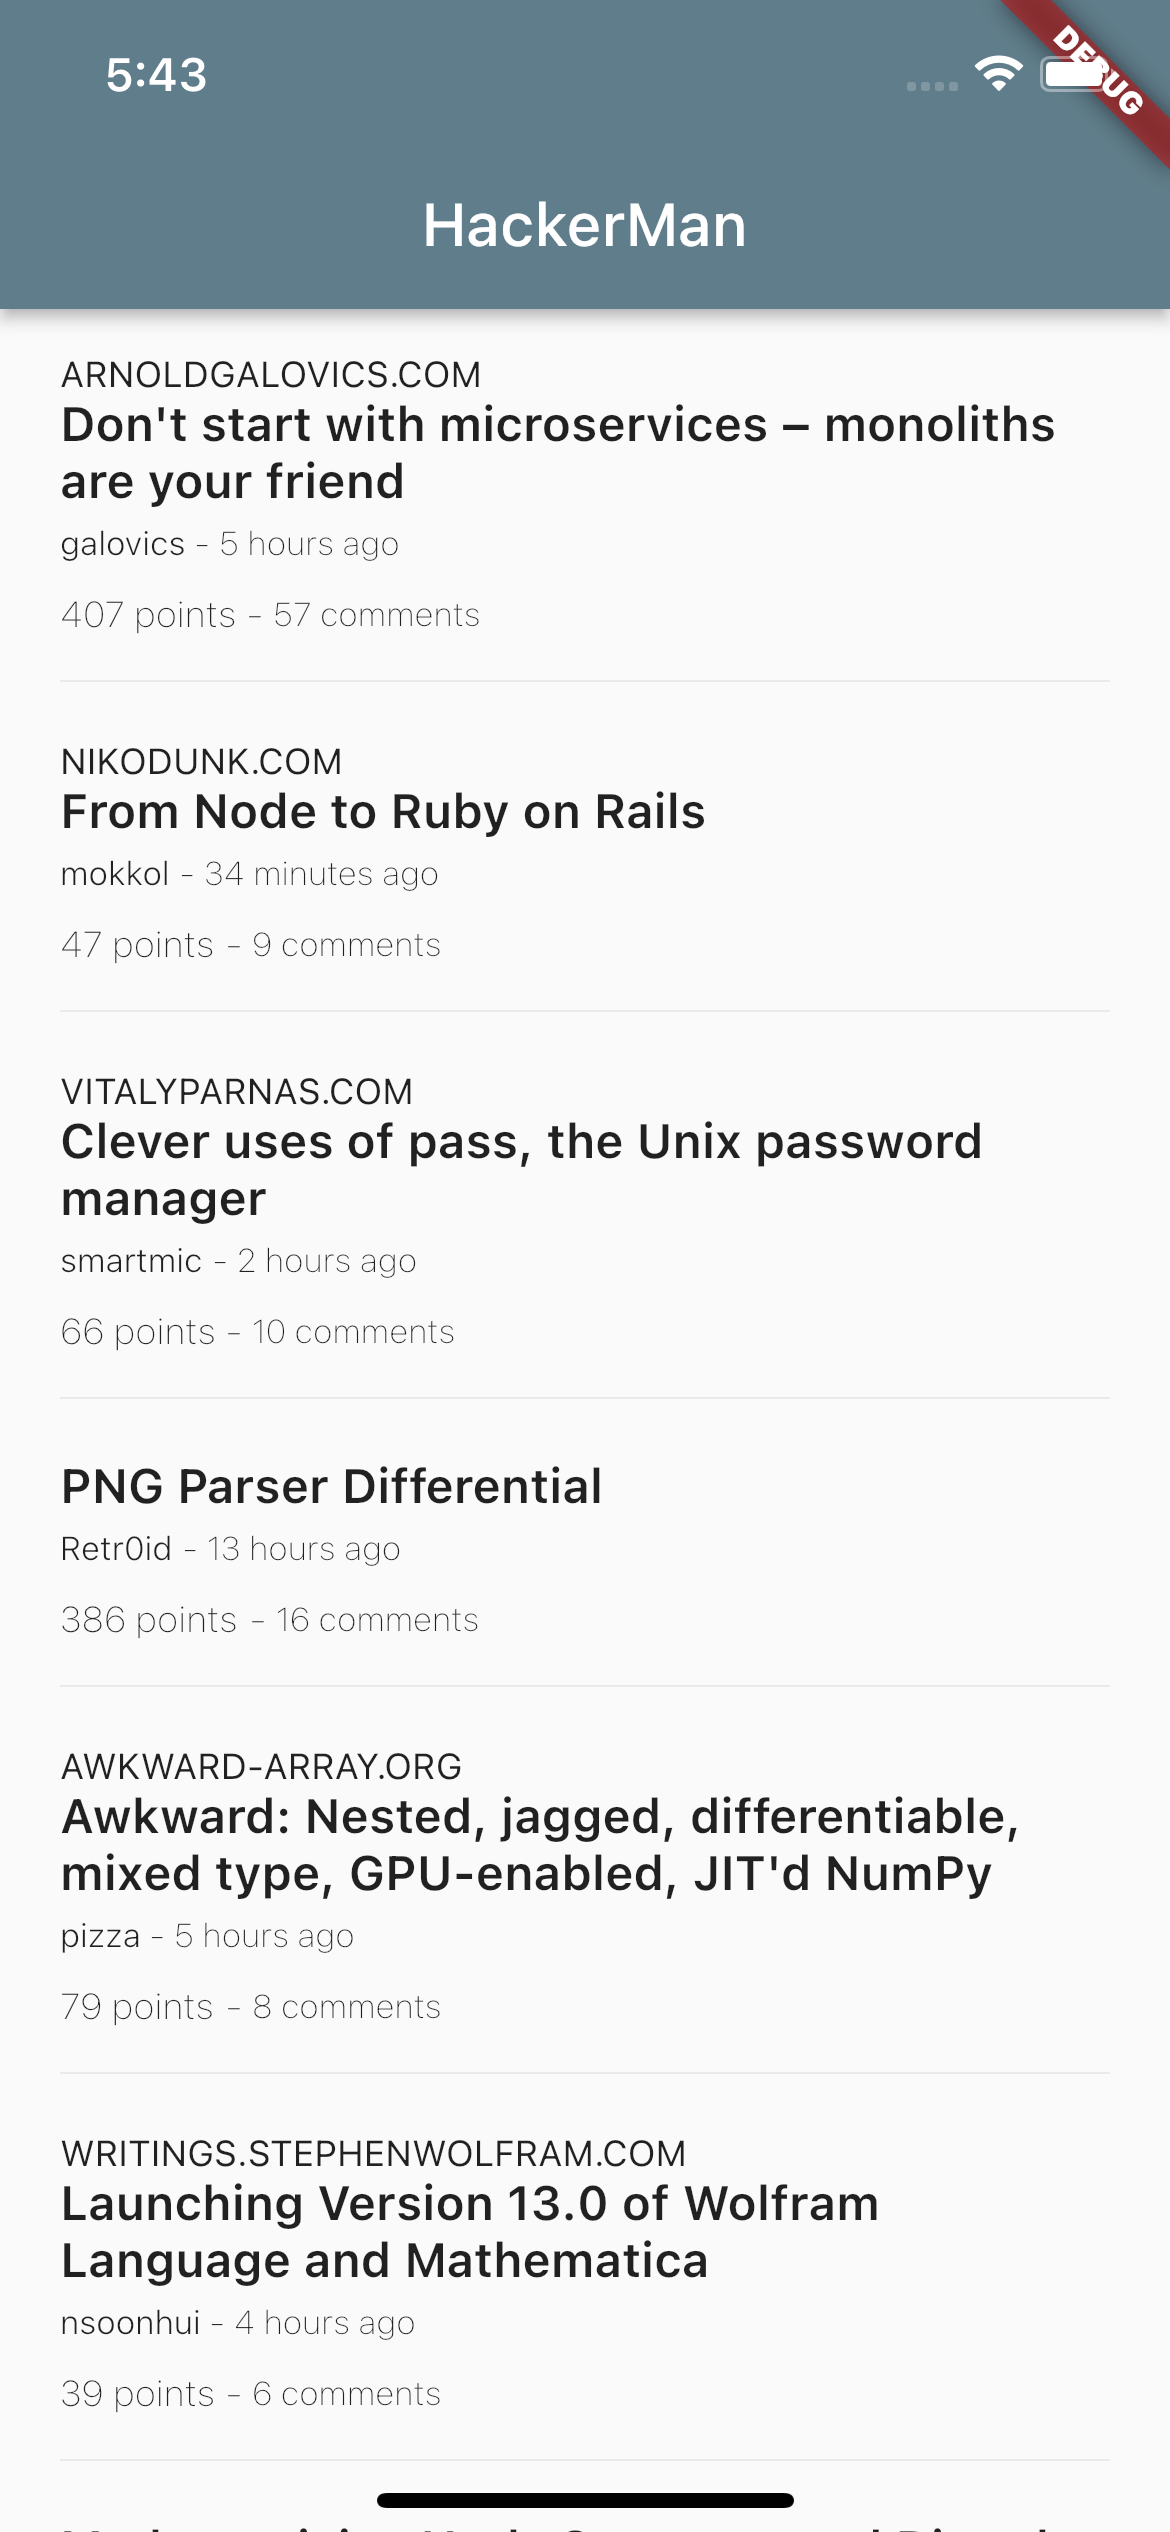 5:43
DEBUG
HackerMan
ARNOLDGALOVICS.COM
Don't start with microservices – monoliths
are your friend
galovics - 5 hours ago
407 points - 57 comments
NIKODUNK.COM
From Node to Ruby on Rails
mokkol - 34 minutes ago
47 points - 9 comments
VITALYPARNAS.COM
Clever uses of pass, the Unix password
manager
smartmic - 2 hours ago
66 points - 10 comments
PNG Parser Differential
Retr0id - 13 hours ago
386 points - 16 comments
AWKWARD-ARRAY.ORG
Awkward: Nested, jagged, differentiable,
mixed type, GPU-enabled, JIT'd NumPy
pizza - 5 hours ago
79 points - 8 comments
WRITINGS.STEPHENWOLFRAM.COM
Launching Version 13.0 of Wolfram
Language and Mathematica
nsoonhui - 4 hours ago
39 points - 6 comments